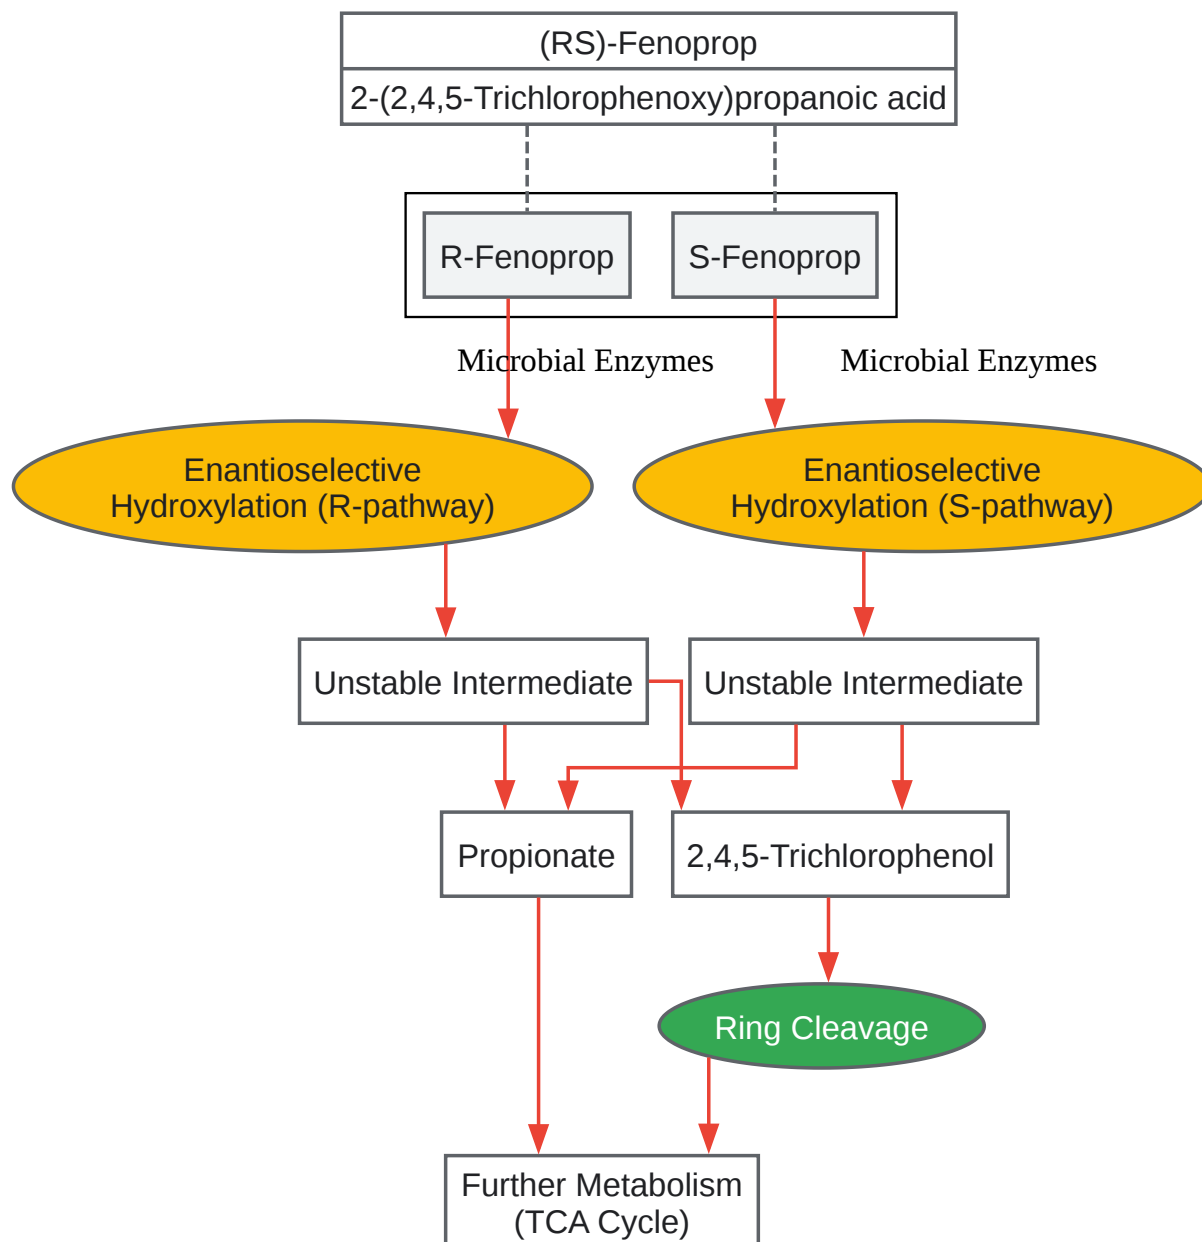 (RS)-Fenoprop
2-(2,4,5-Trichlorophenoxy)propanoic acid
R-Fenoprop
S-Fenoprop
Microbial Enzymes
Microbial Enzymes
Enantioselective
Hydroxylation (R-pathway)
Enantioselective
Hydroxylation (S-pathway)
Unstable Intermediate
Unstable Intermediate
Propionate
2,4,5-Trichlorophenol
Ring Cleavage
Further Metabolism
(TCA Cycle)